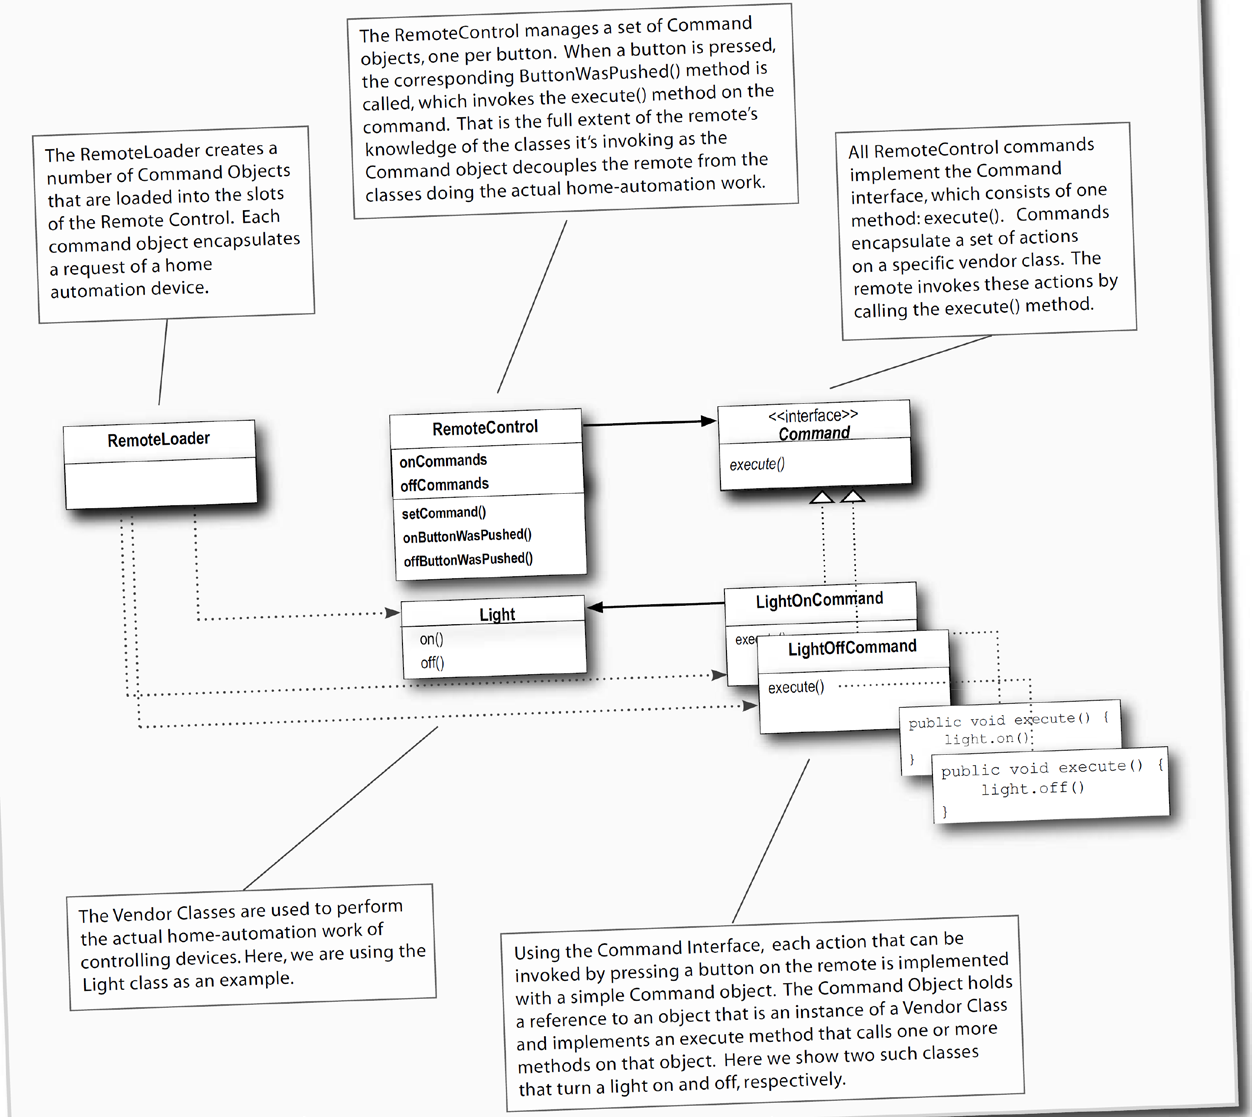 The RemoteControl manages a set of Command
objects, one per button. When a button is pressed,
the corresponding ButtonWasPushed() method is
called, which invokes the execute() method on the
command. That is the full extent of the remote's
knowledge of the classes it's invoking as the
Command object decouples the remote from the
classes doing the actual home-automation work.
The RemoteLoader creates a
number of Command Objects
that are loaded into the slots
of the Remote Control. Each
command object encapsulates
a request of a home
automation device.
All RemoteControl commands
implement the Command
interface, which consists of one
method: execute(). Commands
encapsulate a set of actions
on a specific vendor class. The
remote invokes these actions by
calling the execute() method.
RemoteLoader
RemoteControl
onCommands
offCommands
setCommand()
onButtonWasPushed()
offButtonWasPushed()
<<interface>>
Command
execute()
Light
on()
off()
LightOnCommand
execute()
LightOffCommand
execute()
public void execute() {
light.on()
}
public void execute() {
light.off()
}
The Vendor Classes are used to perform
the actual home-automation work of
controlling devices. Here, we are using the
Light class as an example.
Using the Command Interface, each action that can be
invoked by pressing a button on the remote is implemented
with a simple Command object. The Command Object holds
a reference to an object that is an instance of a Vendor Class
and implements an execute method that calls one or more
methods on that object. Here we show two such classes
that turn a light on and off, respectively.